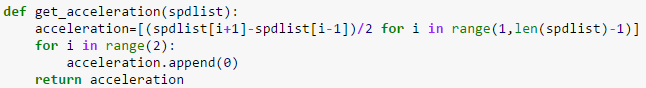 def get_acceleration(spdlist):
    acceleration=[(spdlist[i+1]-spdlist[i-1])/2 for i in range(1,len(spdlist)-1)]
    for i in range(2):
        acceleration.append(0)
    return acceleration